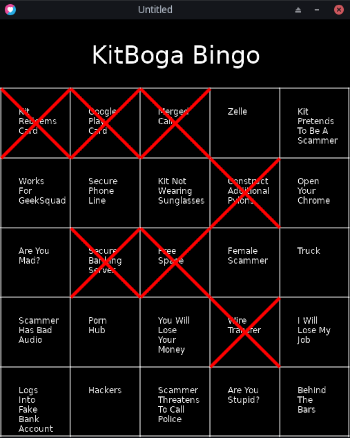 Untitled
KitBoga Bingo
Kit
Redeems
Card
Google
Play
Card
Merged
Call
Zelle
Kit
Pretends
To Be A
Scammer
Works
For
GeekSquad
Secure
Phone
Line
Kit Not
Wearing
Sunglasses
Construct
Additional
Pylons
Open
Your
Chrome
Are You
Mad?
Secure
Banking
Server
Free
Space
Female
Scammer
Truck
Scammer
Has Bad
Audio
Porn
Hub
You Will
Lose
Your
Money
Wire
Transfer
I Will
Lose My
Job
Logs
Into
Fake
Bank
Account
Hackers
Scammer
Threatens
To Call
Police
Are You
Stupid?
Behind
The
Bars